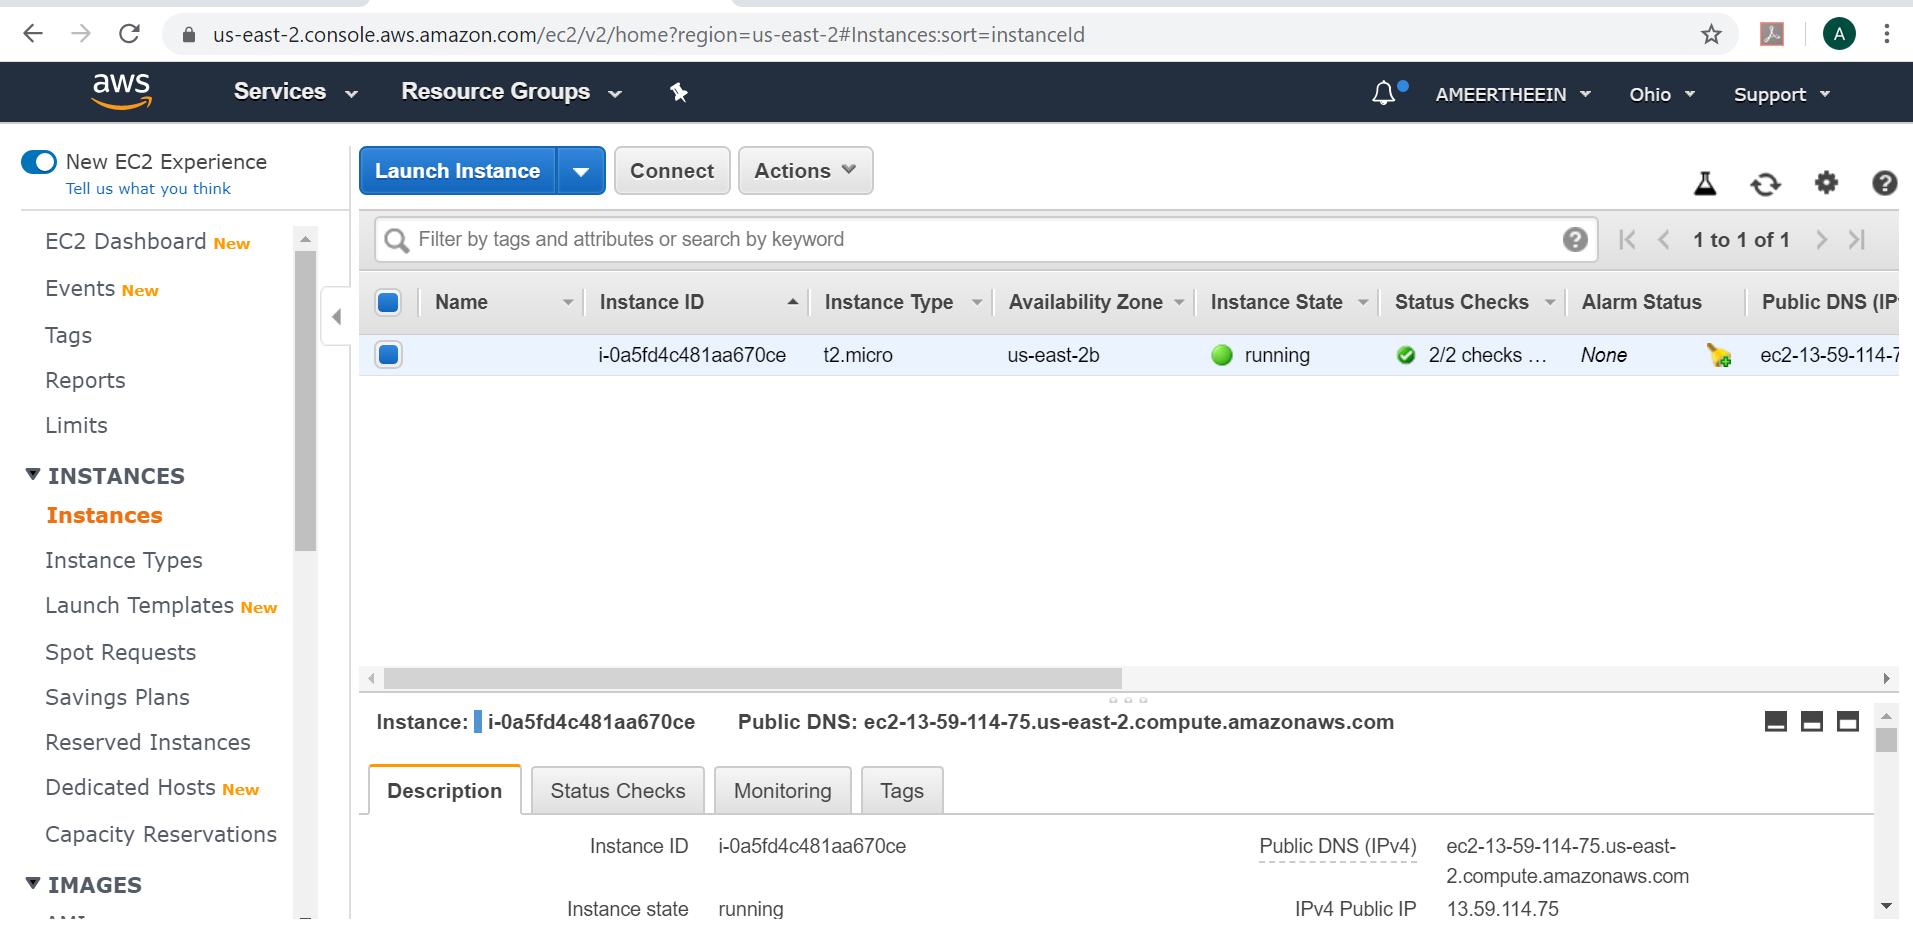 us-east-2.console.aws.amazon.com/ec2/v2/home?region=us-east-2#Instances:sort=instanceId
A
aws Services Resource Groups AMEERTHEEIN Ohio Support
New EC2 Experience
Tell us what you think
EC2 Dashboard New
Events New
Tags
Reports
Limits
INSTANCES
Instances
Instance Types
Launch Templates New
Spot Requests
Savings Plans
Reserved Instances
Dedicated Hosts New
Capacity Reservations
IMAGES
Launch Instance Connect Actions
Filter by tags and attributes or search by keyword 1 to 1 of 1
Name Instance ID Instance Type Availability Zone Instance State Status Checks Alarm Status Public DNS (IP
i-0a5fd4c481aa670ce t2.micro us-east-2b running 2/2 checks ... None ec2-13-59-114-7
Instance: i-0a5fd4c481aa670ce Public DNS: ec2-13-59-114-75.us-east-2.compute.amazonaws.com
Description Status Checks Monitoring Tags
Instance ID i-0a5fd4c481aa670ce Public DNS (IPv4) ec2-13-59-114-75.us-east-
2.compute.amazonaws.com
Instance state running IPv4 Public IP 13.59.114.75